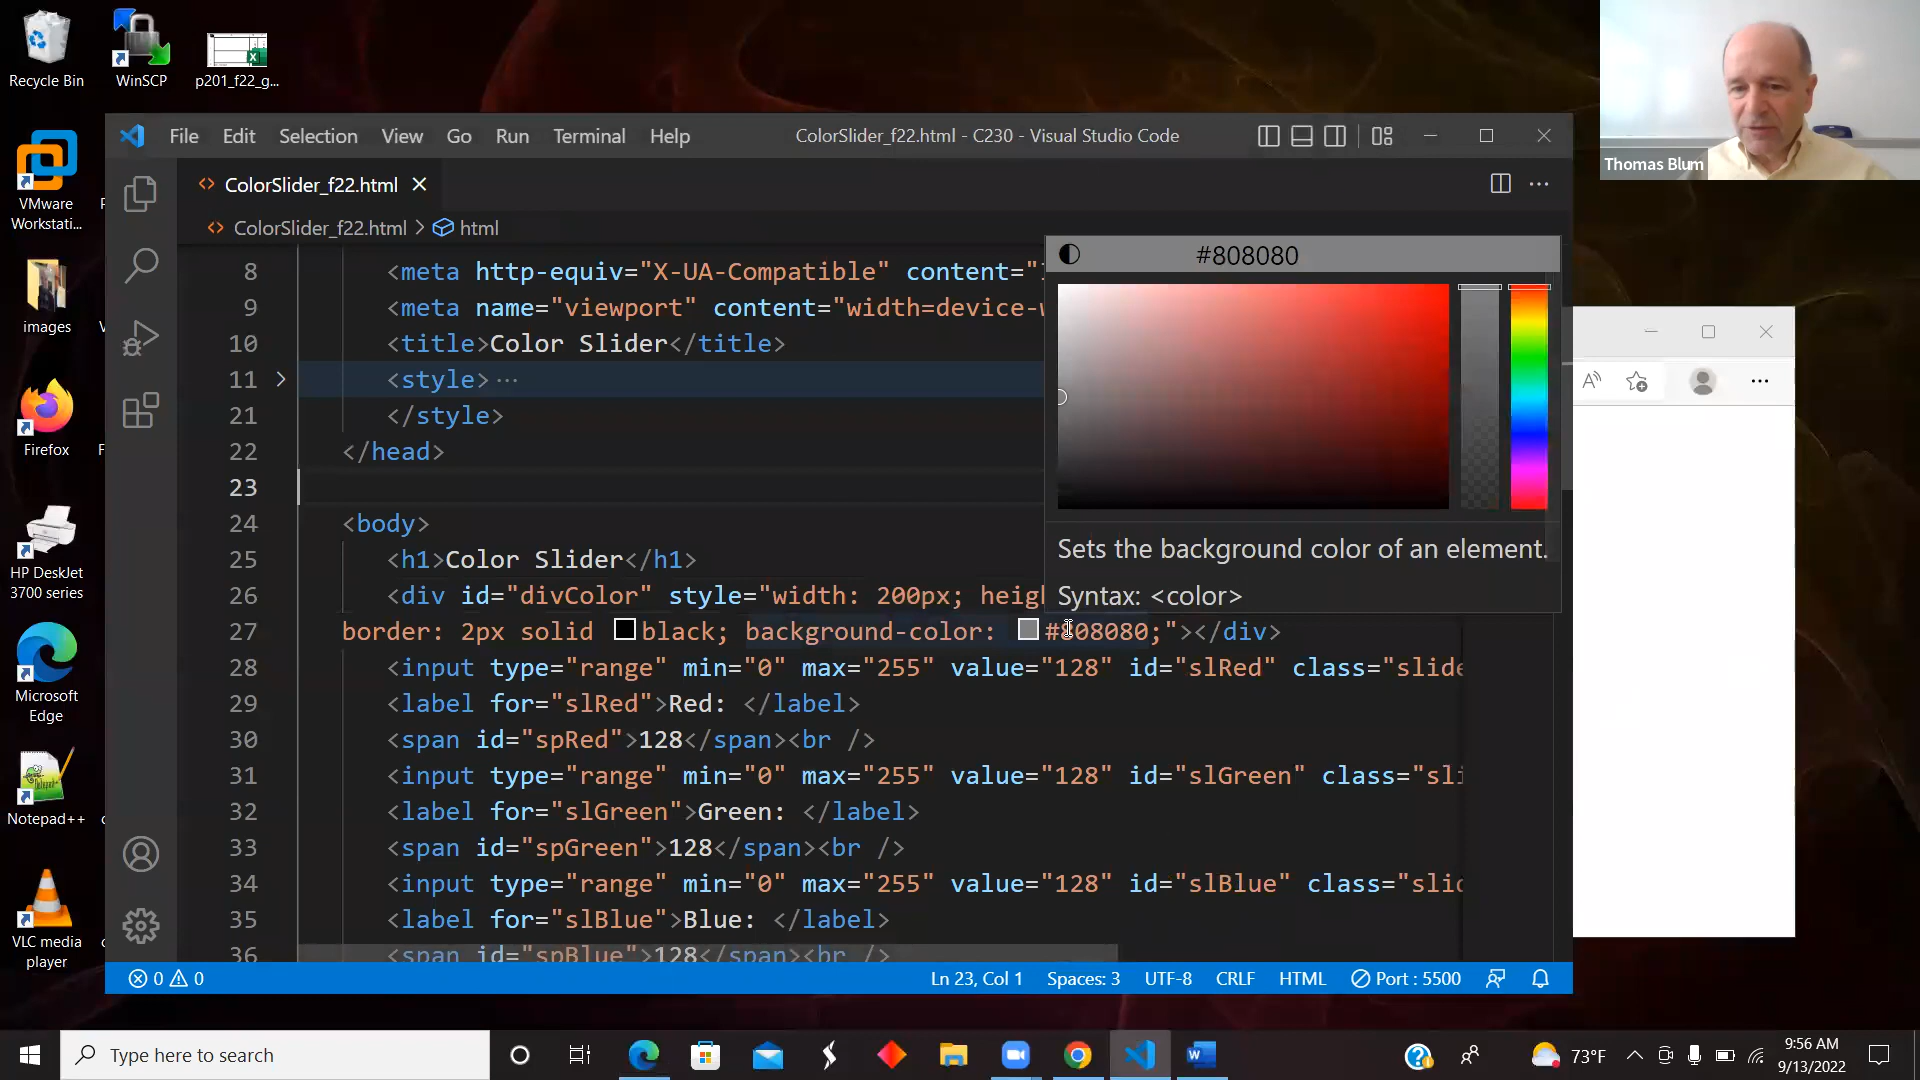 Recycle Bin
WinSCP
p201_f22_g...
VMware
Workstati...
images
Firefox
HP DeskJet
3700 series
Microsoft
Edge
Notepad++
VLC media
player
File Edit Selection View Go Run Terminal Help
ColorSlider_f22.html - C230 - Visual Studio Code
Thomas Blum
ColorSlider_f22.html
ColorSlider_f22.html > html
8 <meta http-equiv="X-UA-Compatible" content="
9 <meta name="viewport" content="width=device-w
10 <title>Color Slider</title>
11 <style>...
21 </style>
22 </head>
23
24 <body>
25 <h1>Color Slider</h1>
26 <div id="divColor" style="width: 200px; heigh
27 border: 2px solid black; background-color: #808080;"></div>
28 <input type="range" min="0" max="255" value="128" id="slRed" class="slide
29 <label for="slRed">Red: </label>
30 <span id="spRed">128</span><br />
31 <input type="range" min="0" max="255" value="128" id="slGreen" class="sli
32 <label for="slGreen">Green: </label>
33 <span id="spGreen">128</span><br />
34 <input type="range" min="0" max="255" value="128" id="slBlue" class="slid
35 <label for="slBlue">Blue: </label>
36 <span id="spBlue">128</span><br />
#808080
Sets the background color of an element.
Syntax: <color>
0 0
Ln 23, Col 1 Spaces: 3 UTF-8 CRLF HTML Port : 5500
Type here to search
73°F
9:56 AM
9/13/2022